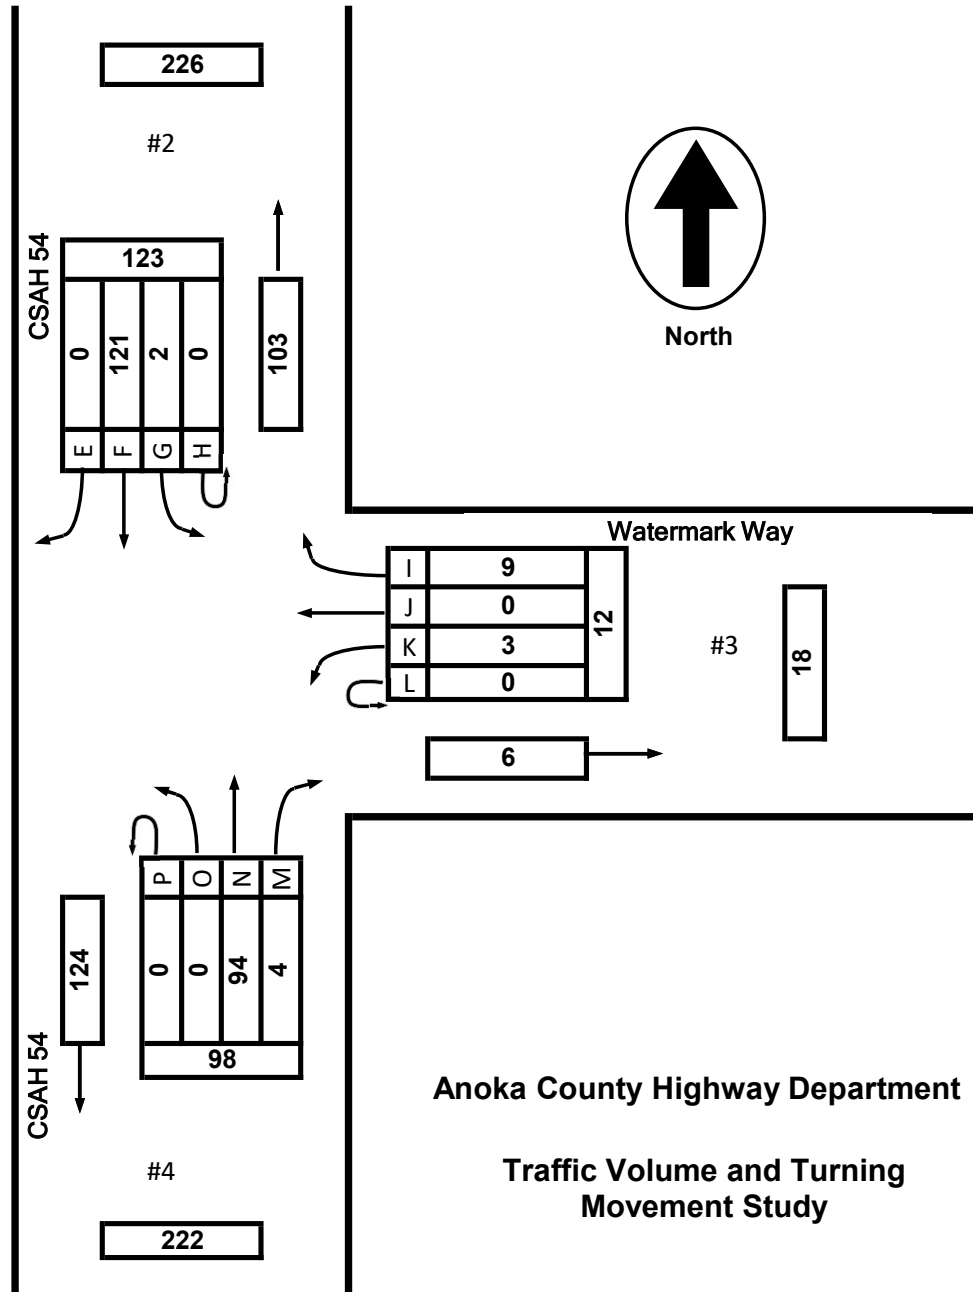 226
#2
CSAH 54
123
0 121 2 0
E F G H
103
North
Watermark Way
I 9
J 0
K 3
L 0
12
#3
18
6
P O N M
0 0 94 4
98
124
CSAH 54
#4
222
Anoka County Highway Department
Traffic Volume and Turning
Movement Study